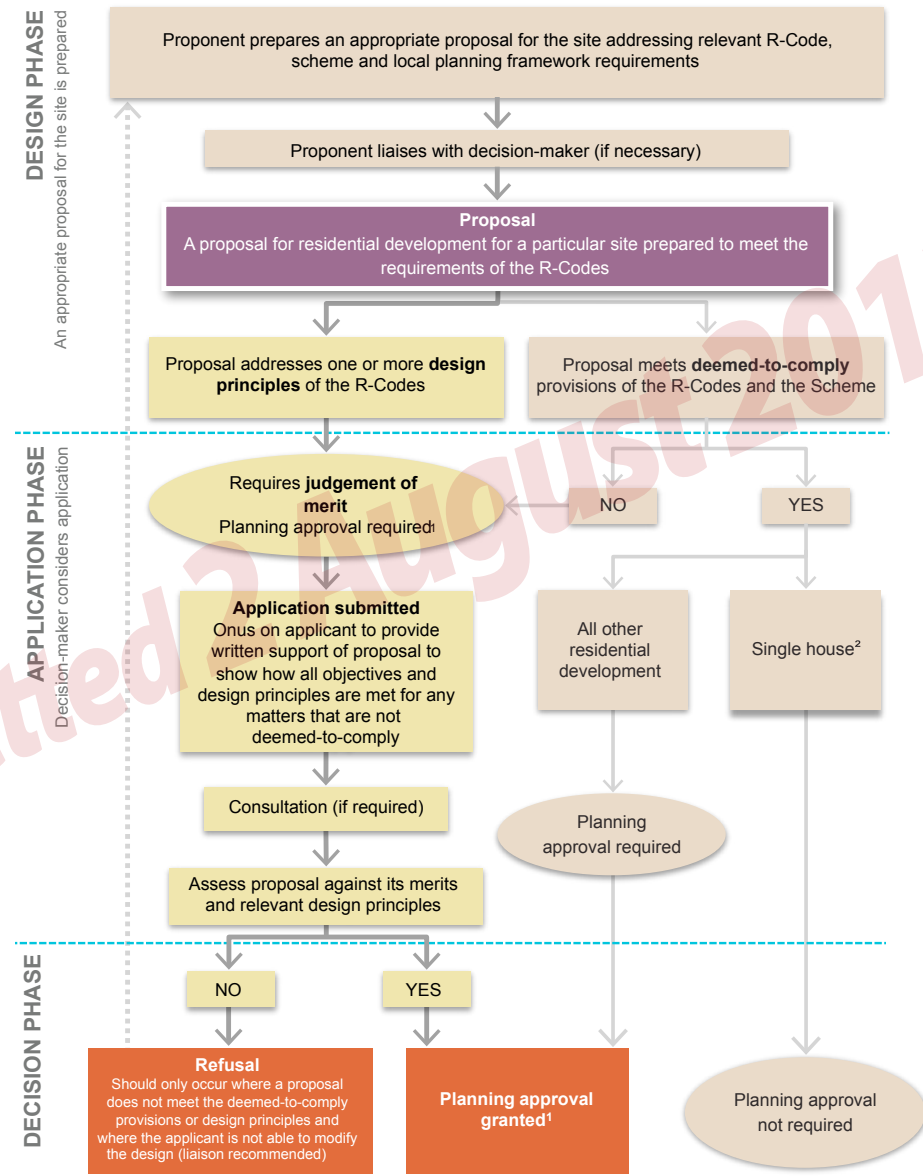 DESIGN PHASE
An appropriate proposal for the site is prepared
Proponent prepares an appropriate proposal for the site addressing relevant R-Code,
scheme and local planning framework requirements
Proponent liaises with decision-maker (if necessary)
Proposal
A proposal for residential development for a particular site prepared to meet the
requirements of the R-Codes
Proposal addresses one or more design
principles of the R-Codes
Proposal meets deemed-to-comply
provisions of the R-Codes and the Scheme
APPLICATION PHASE
Decision-maker considers application
Requires judgement of
merit
Planning approval required¹
NO
YES
Application submitted
Onus on applicant to provide
written support of proposal to
show how all objectives and
design principles are met for any
matters that are not
deemed-to-comply
All other
residential
development
Single house²
Consultation (if required)
Planning
approval required
Assess proposal against its merits
and relevant design principles
DECISION PHASE
NO
YES
Refusal
Should only occur where a proposal
does not meet the deemed-to-comply
provisions or design principles and
where the applicant is not able to modify
the design (liaison recommended)
Planning approval
granted¹
Planning approval
not required
2 August